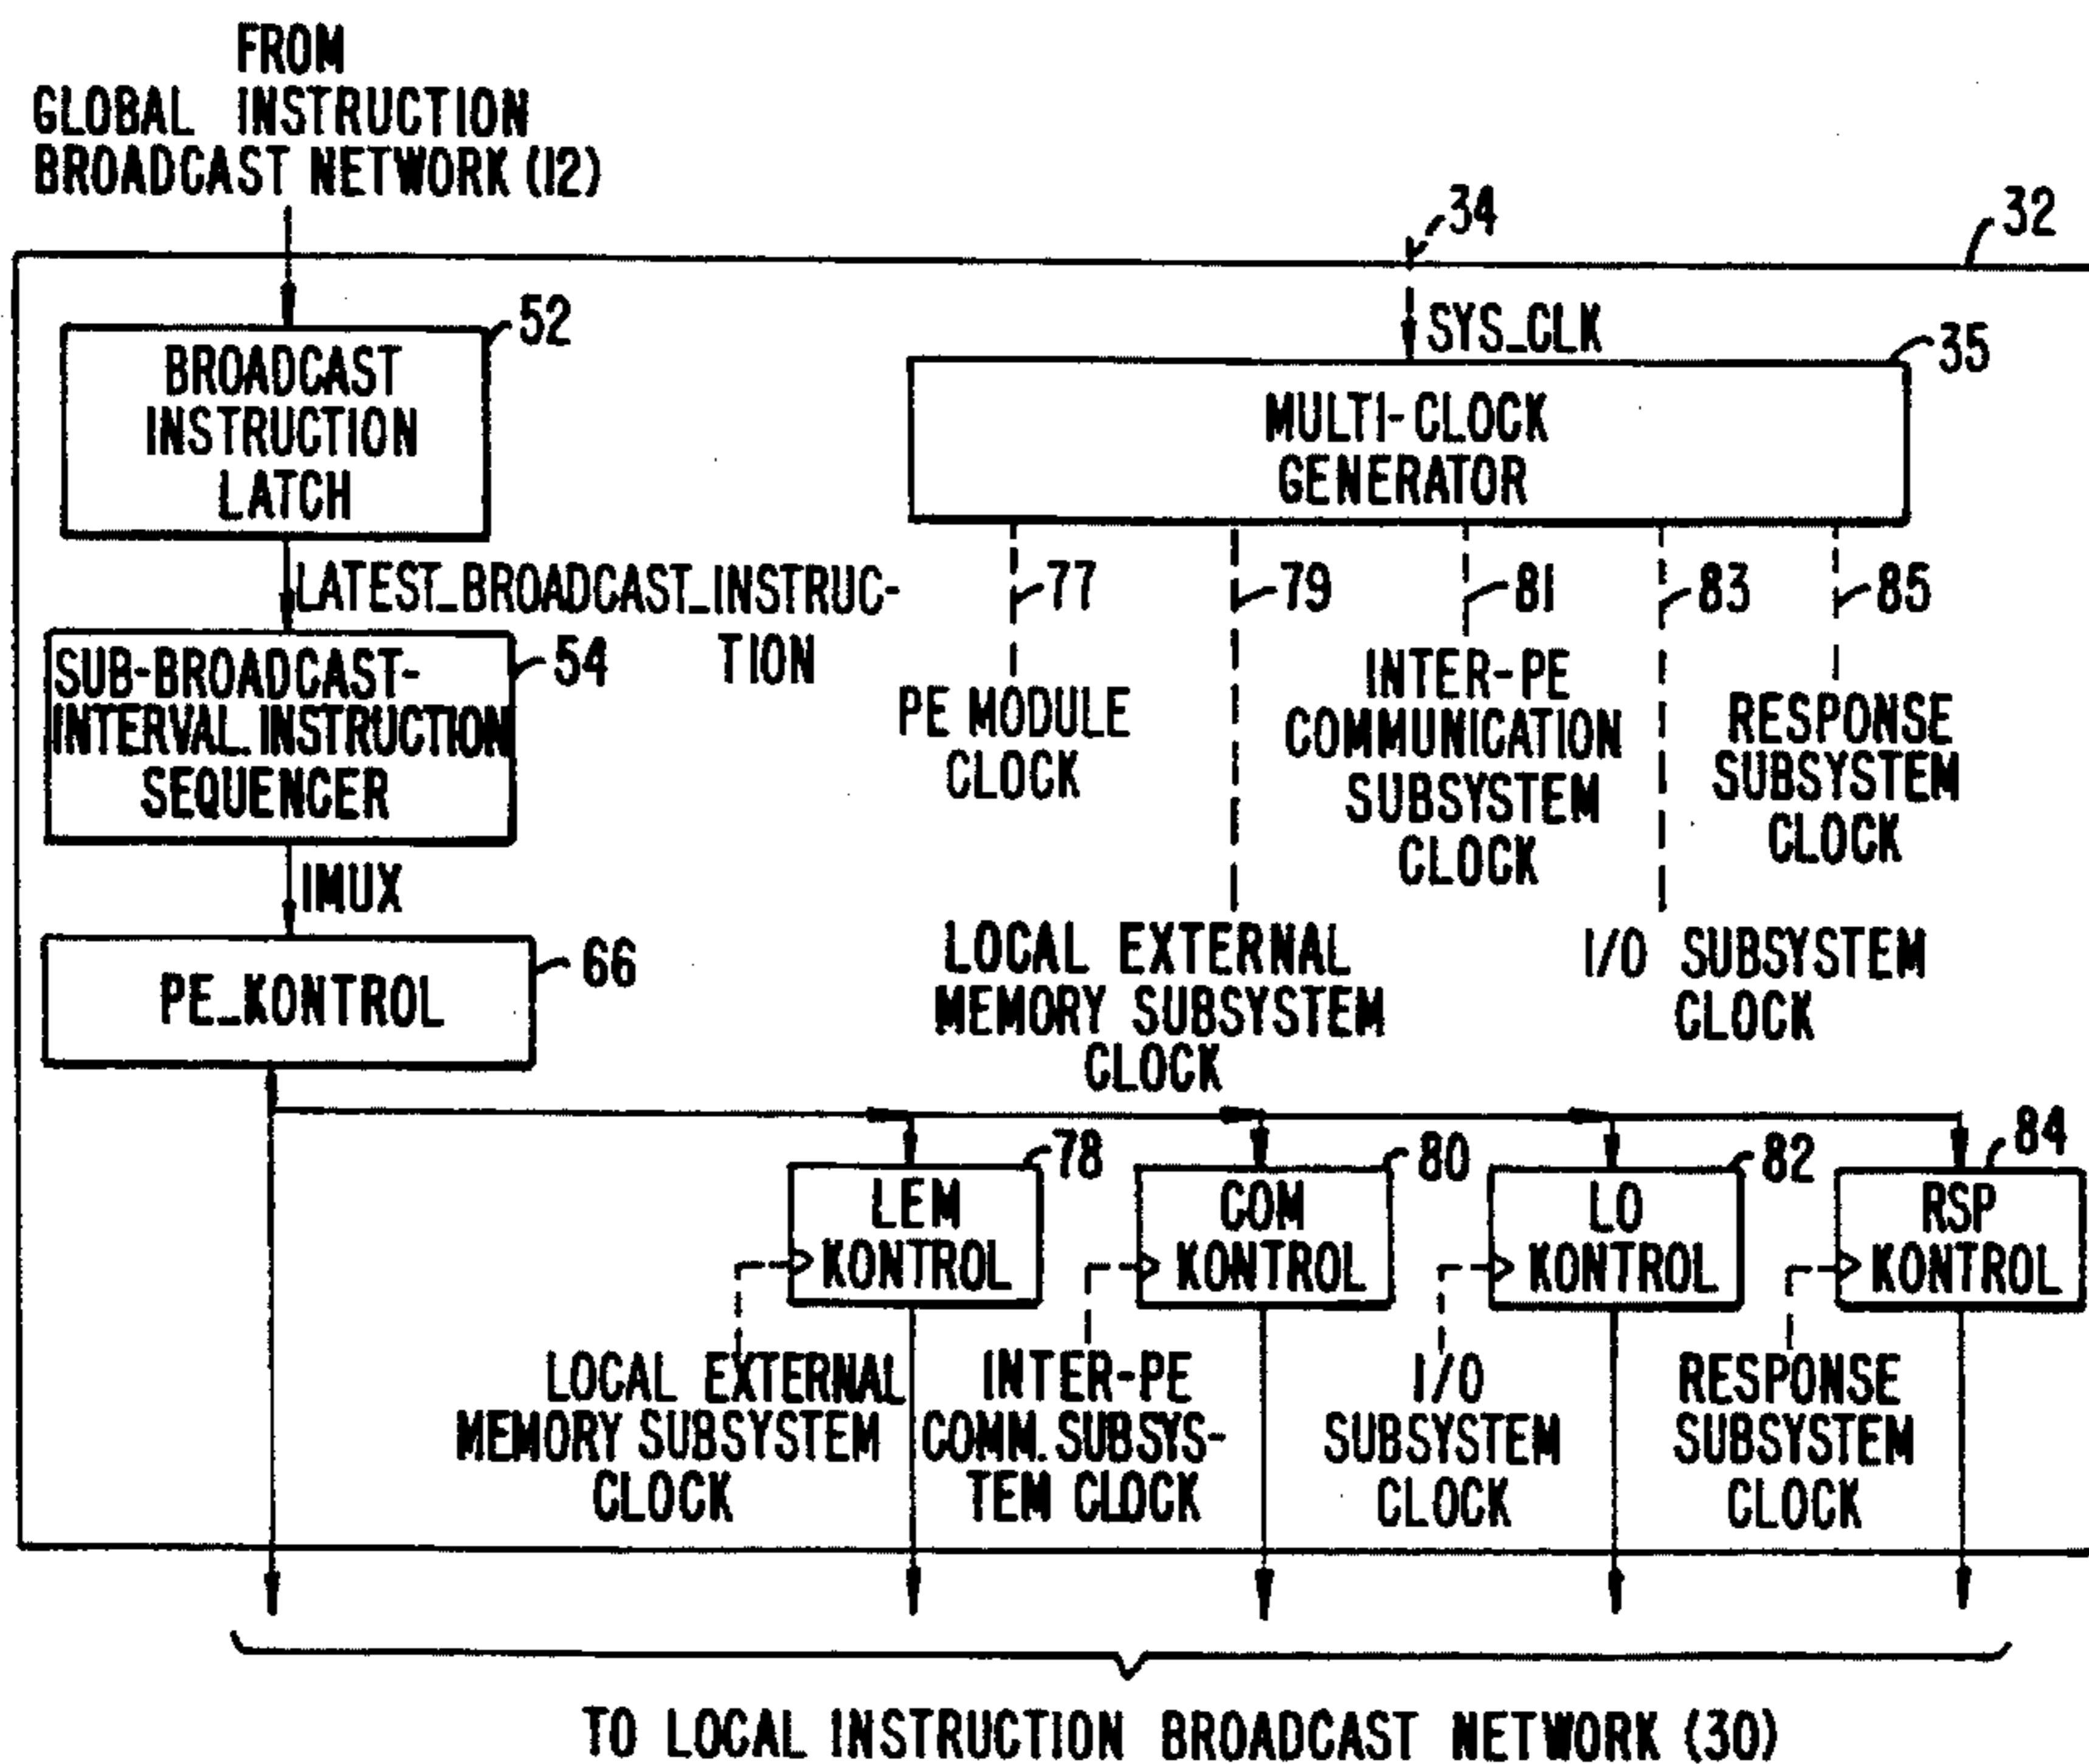 FROM
GLOBAL INSTRUCTION
BROADCAST NETWORK (12)
34
32
SYS_CLK
52
BROADCAST
INSTRUCTION
LATCH
35
MULTI-CLOCK
GENERATOR
LATEST_BROADCAST_INSTRUC-
TION
77
79
81
83
85
SUB-BROADCAST-
INTERVAL INSTRUCTION
SEQUENCER
54
PE MODULE
CLOCK
INTER-PE
COMMUNICATION
SUBSYSTEM
CLOCK
RESPONSE
SUBSYSTEM
CLOCK
IMUX
LOCAL EXTERNAL
MEMORY SUBSYSTEM
CLOCK
I/O SUBSYSTEM
CLOCK
PE_KONTROL
66
78
LEM
KONTROL
80
COM
KONTROL
82
LO
KONTROL
84
RSP
KONTROL
LOCAL EXTERNAL
MEMORY SUBSYSTEM
CLOCK
INTER-PE
COMM. SUBSYS-
TEM CLOCK
I/O
SUBSYSTEM
CLOCK
RESPONSE
SUBSYSTEM
CLOCK
TO LOCAL INSTRUCTION BROADCAST NETWORK (30)